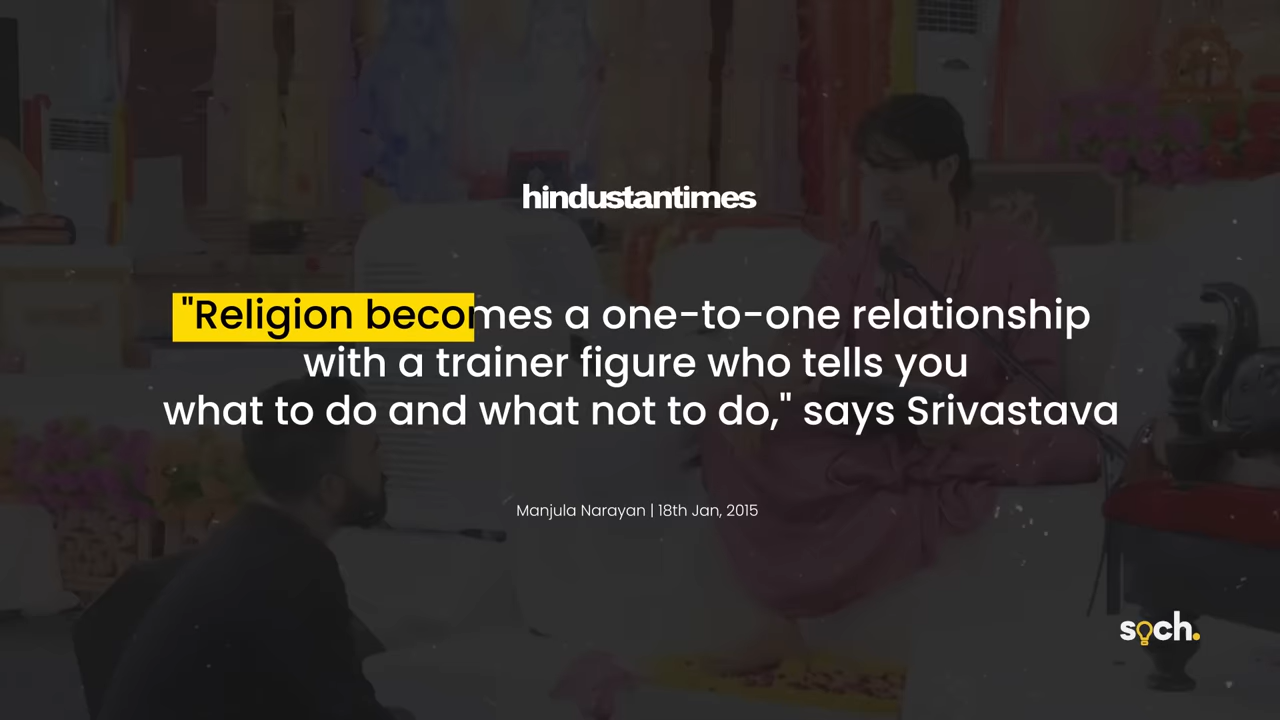 hindustantimes
"Religion becomes a one-to-one relationship
with a trainer figure who tells you
what to do and what not to do," says Srivastava
Manjula Narayan | 18th Jan, 2015
soch.